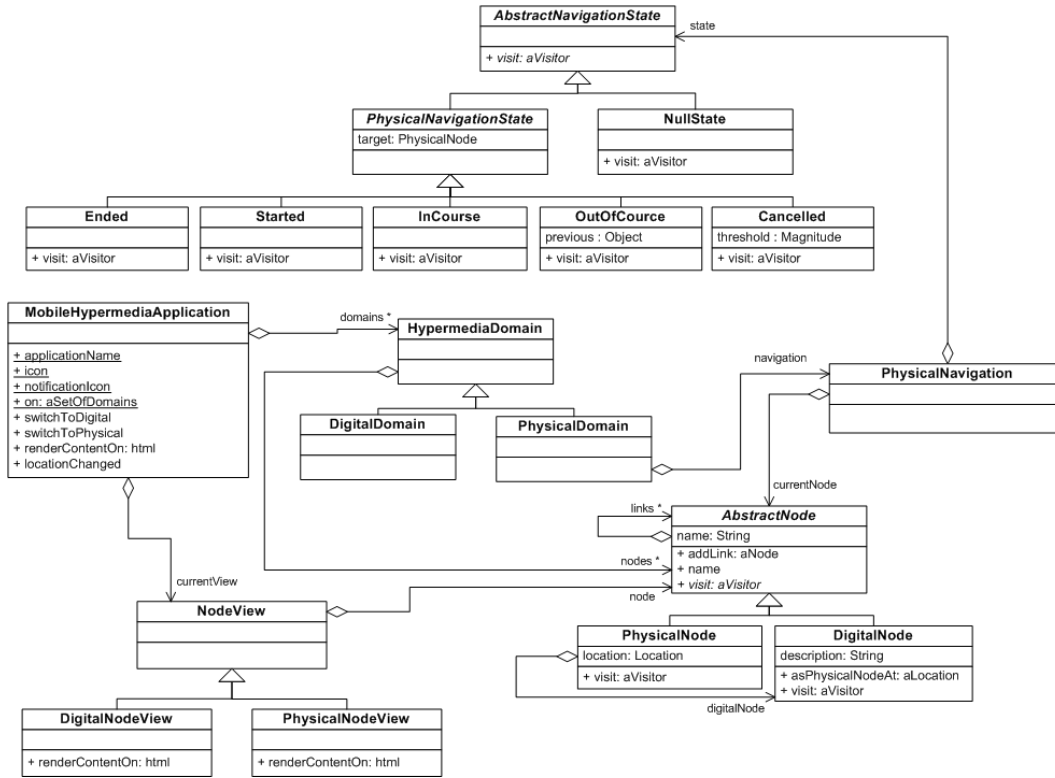 AbstractNavigationState
+ visit: aVisitor
state
PhysicalNavigationState
target: PhysicalNode
NullState
+ visit: aVisitor
Ended
+ visit: aVisitor
Started
+ visit: aVisitor
InCourse
+ visit: aVisitor
OutOfCource
previous : Object
+ visit: aVisitor
Cancelled
threshold : Magnitude
+ visit: aVisitor
MobileHypermediaApplication
+ applicationName
+ icon
+ notificationIcon
+ on: aSetOfDomains
+ switchToDigital
+ switchToPhysical
+ renderContentOn: html
+ locationChanged
domains *
HypermediaDomain
navigation
PhysicalNavigation
DigitalDomain
PhysicalDomain
currentNode
links *
AbstractNode
name: String
+ addLink: aNode
+ name
+ visit: aVisitor
nodes *
node
currentView
NodeView
PhysicalNode
location: Location
+ visit: aVisitor
DigitalNode
description: String
+ asPhysicalNodeAt: aLocation
+ visit: aVisitor
digitalNode
DigitalNodeView
+ renderContentOn: html
PhysicalNodeView
+ renderContentOn: html